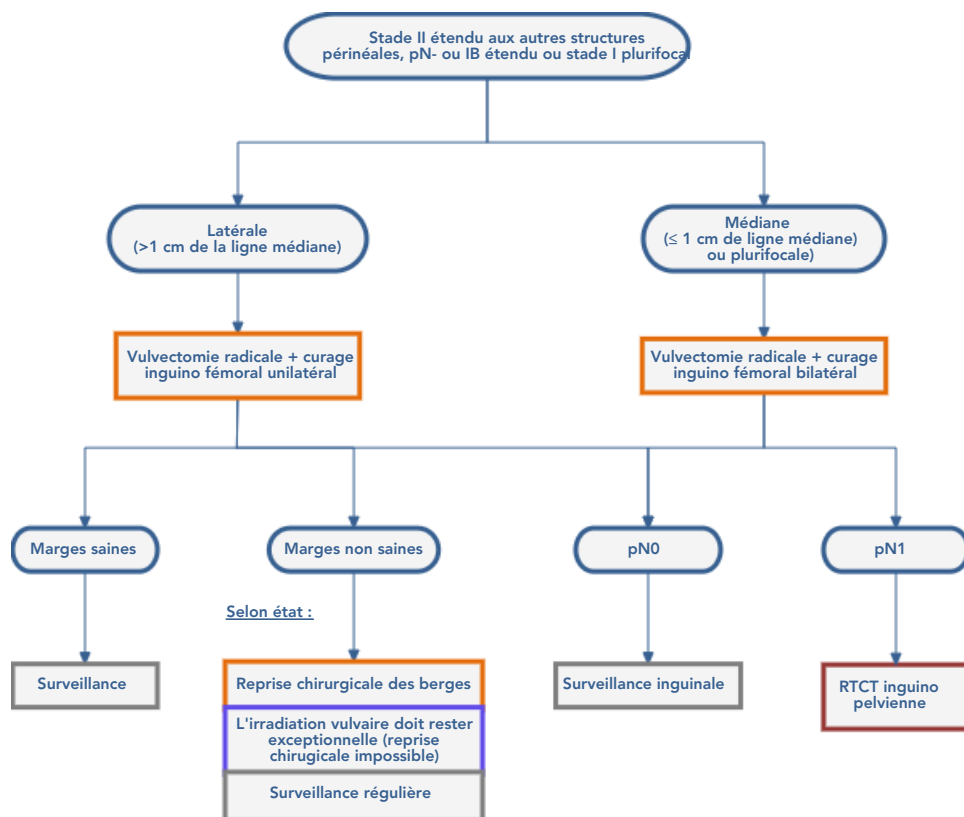 Stade II étendu aux autres structures
périnéales, pN- ou IB étendu ou stade I plurifocal
Latérale
(>1 cm de la ligne médiane)
Médiane
(≤ 1 cm de ligne médiane)
ou plurifocale)
Vulvectomie radicale + curage
inguino fémoral unilatéral
Vulvectomie radicale + curage
inguino fémoral bilatéral
Marges saines
Marges non saines
pN0
pN1
Selon état :
Surveillance
Reprise chirurgicale des berges
L'irradiation vulvaire doit rester
exceptionnelle (reprise
chirugicale impossible)
Surveillance régulière
Surveillance inguinale
RTCT inguino
pelvienne